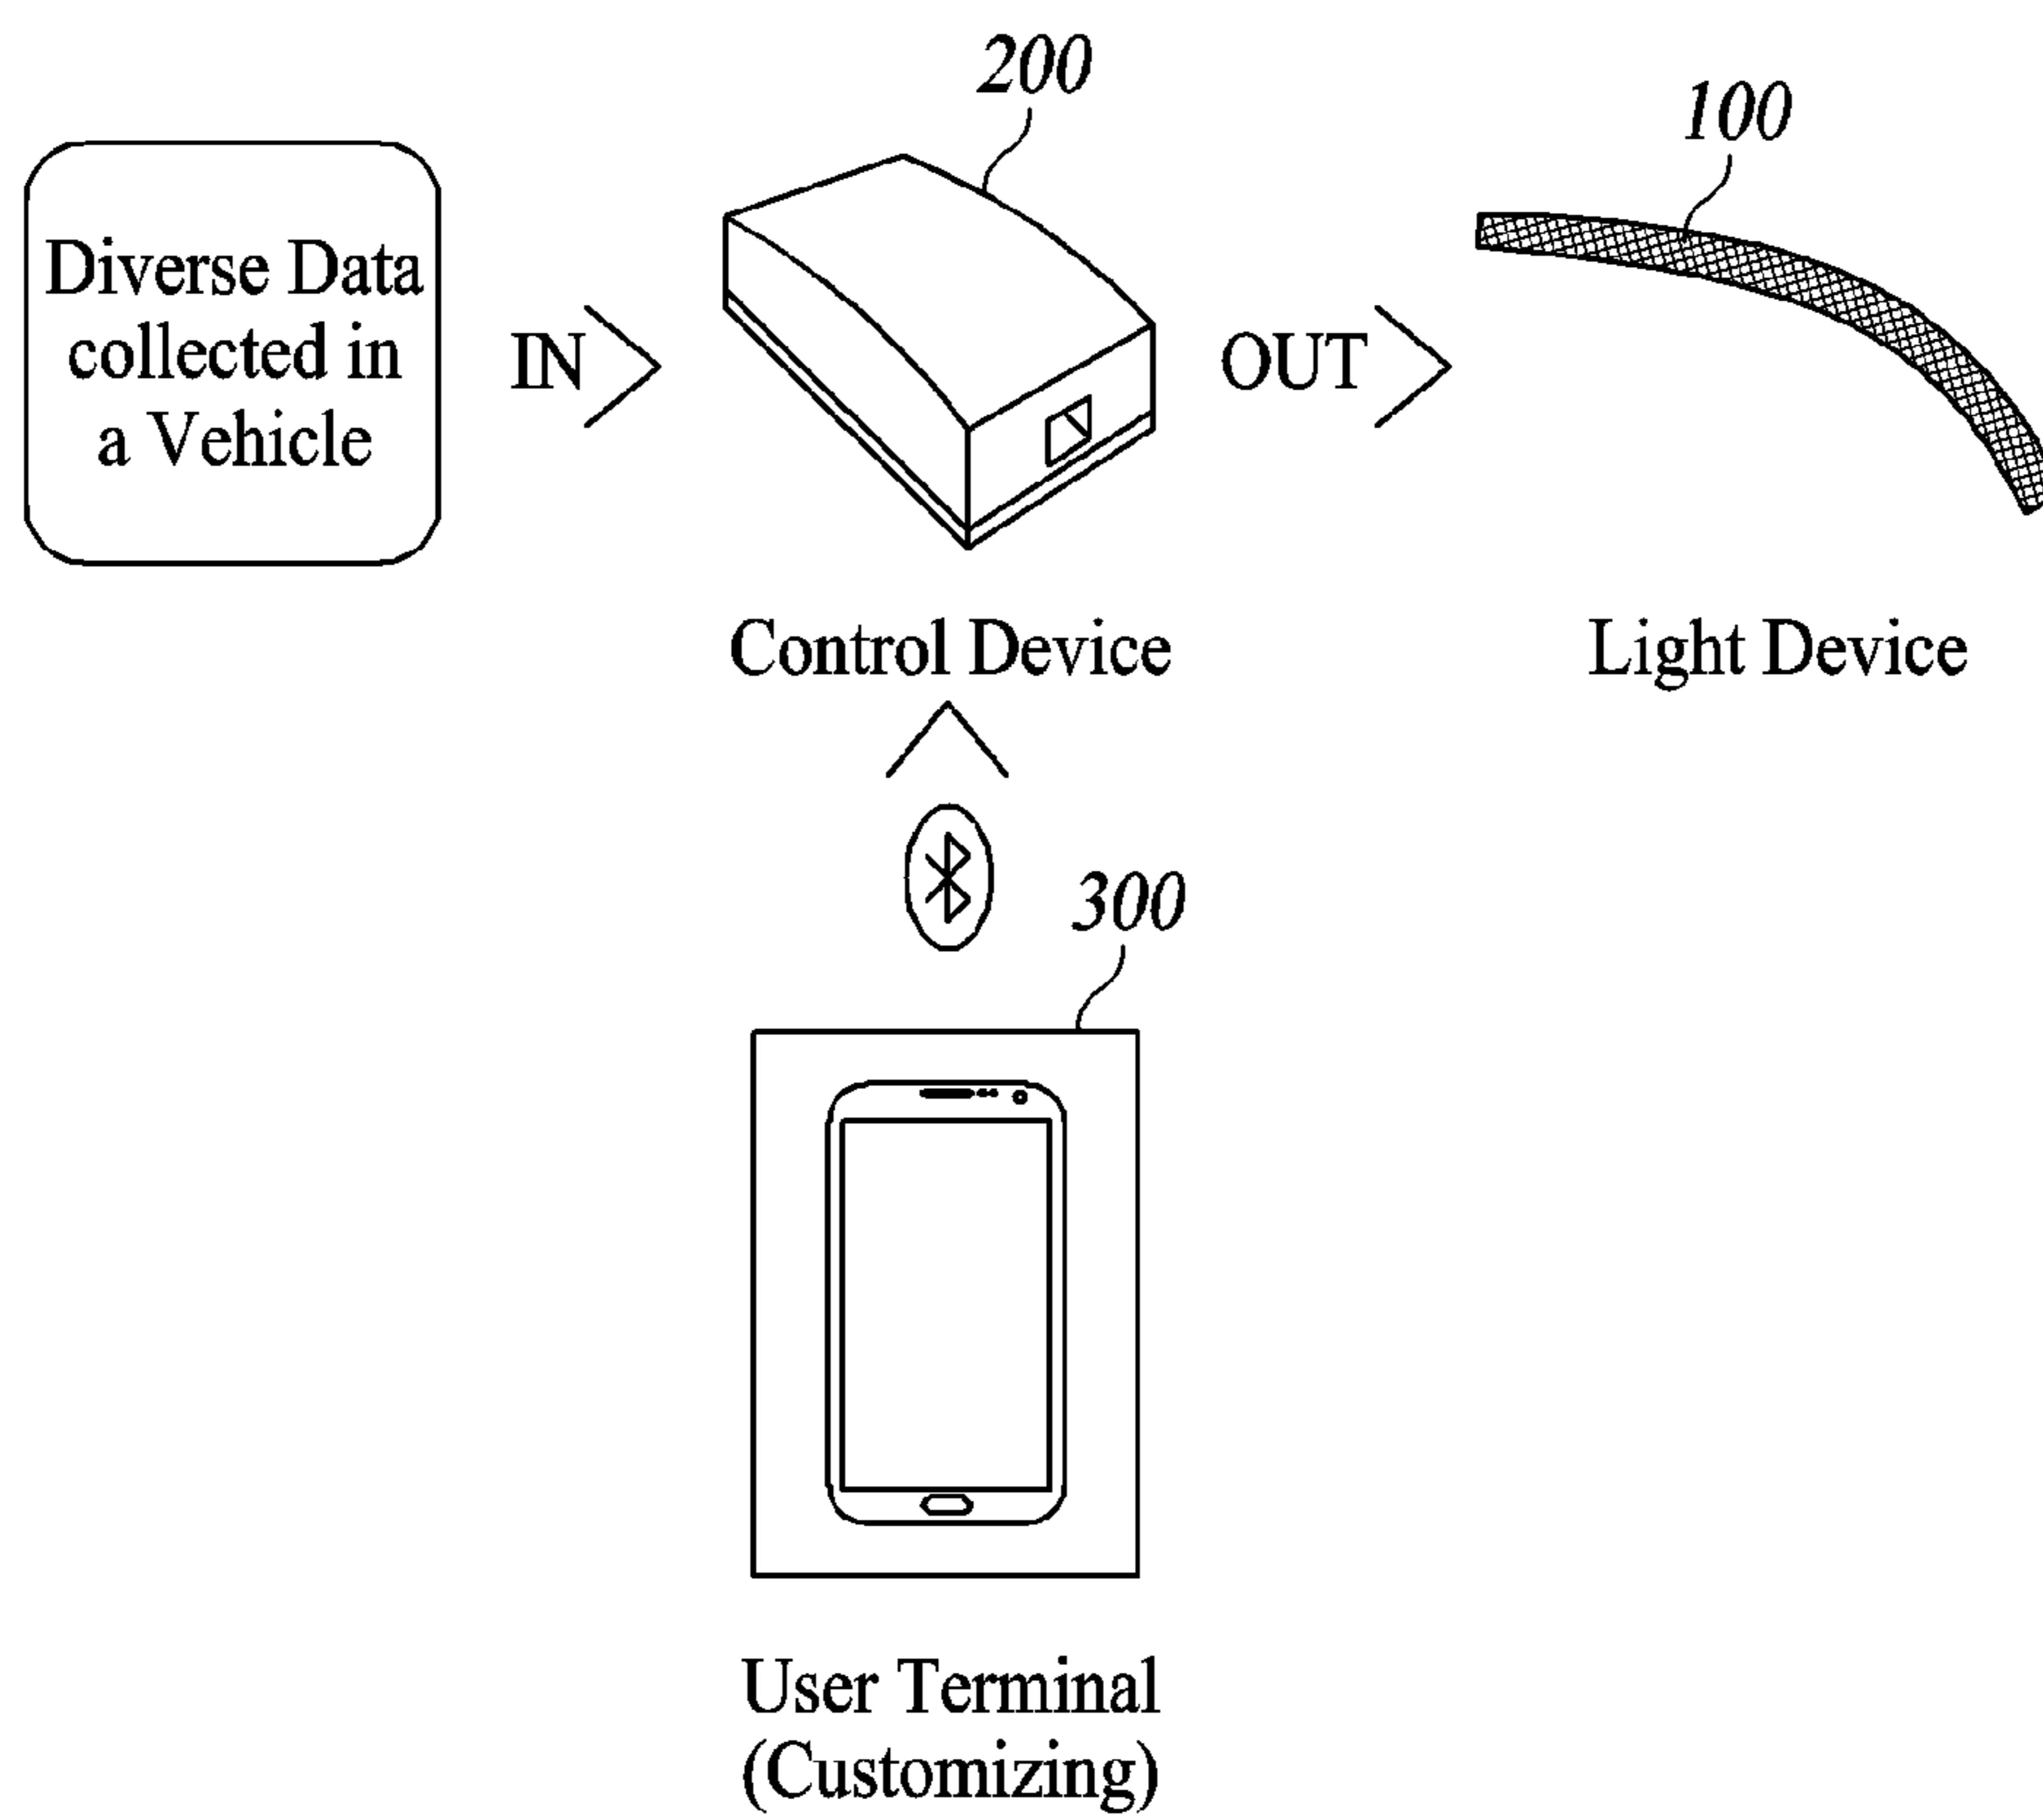 200
100
Diverse Data
collected in
a Vehicle
IN
OUT
Control Device
Light Device
300
User Terminal
(Customizing)